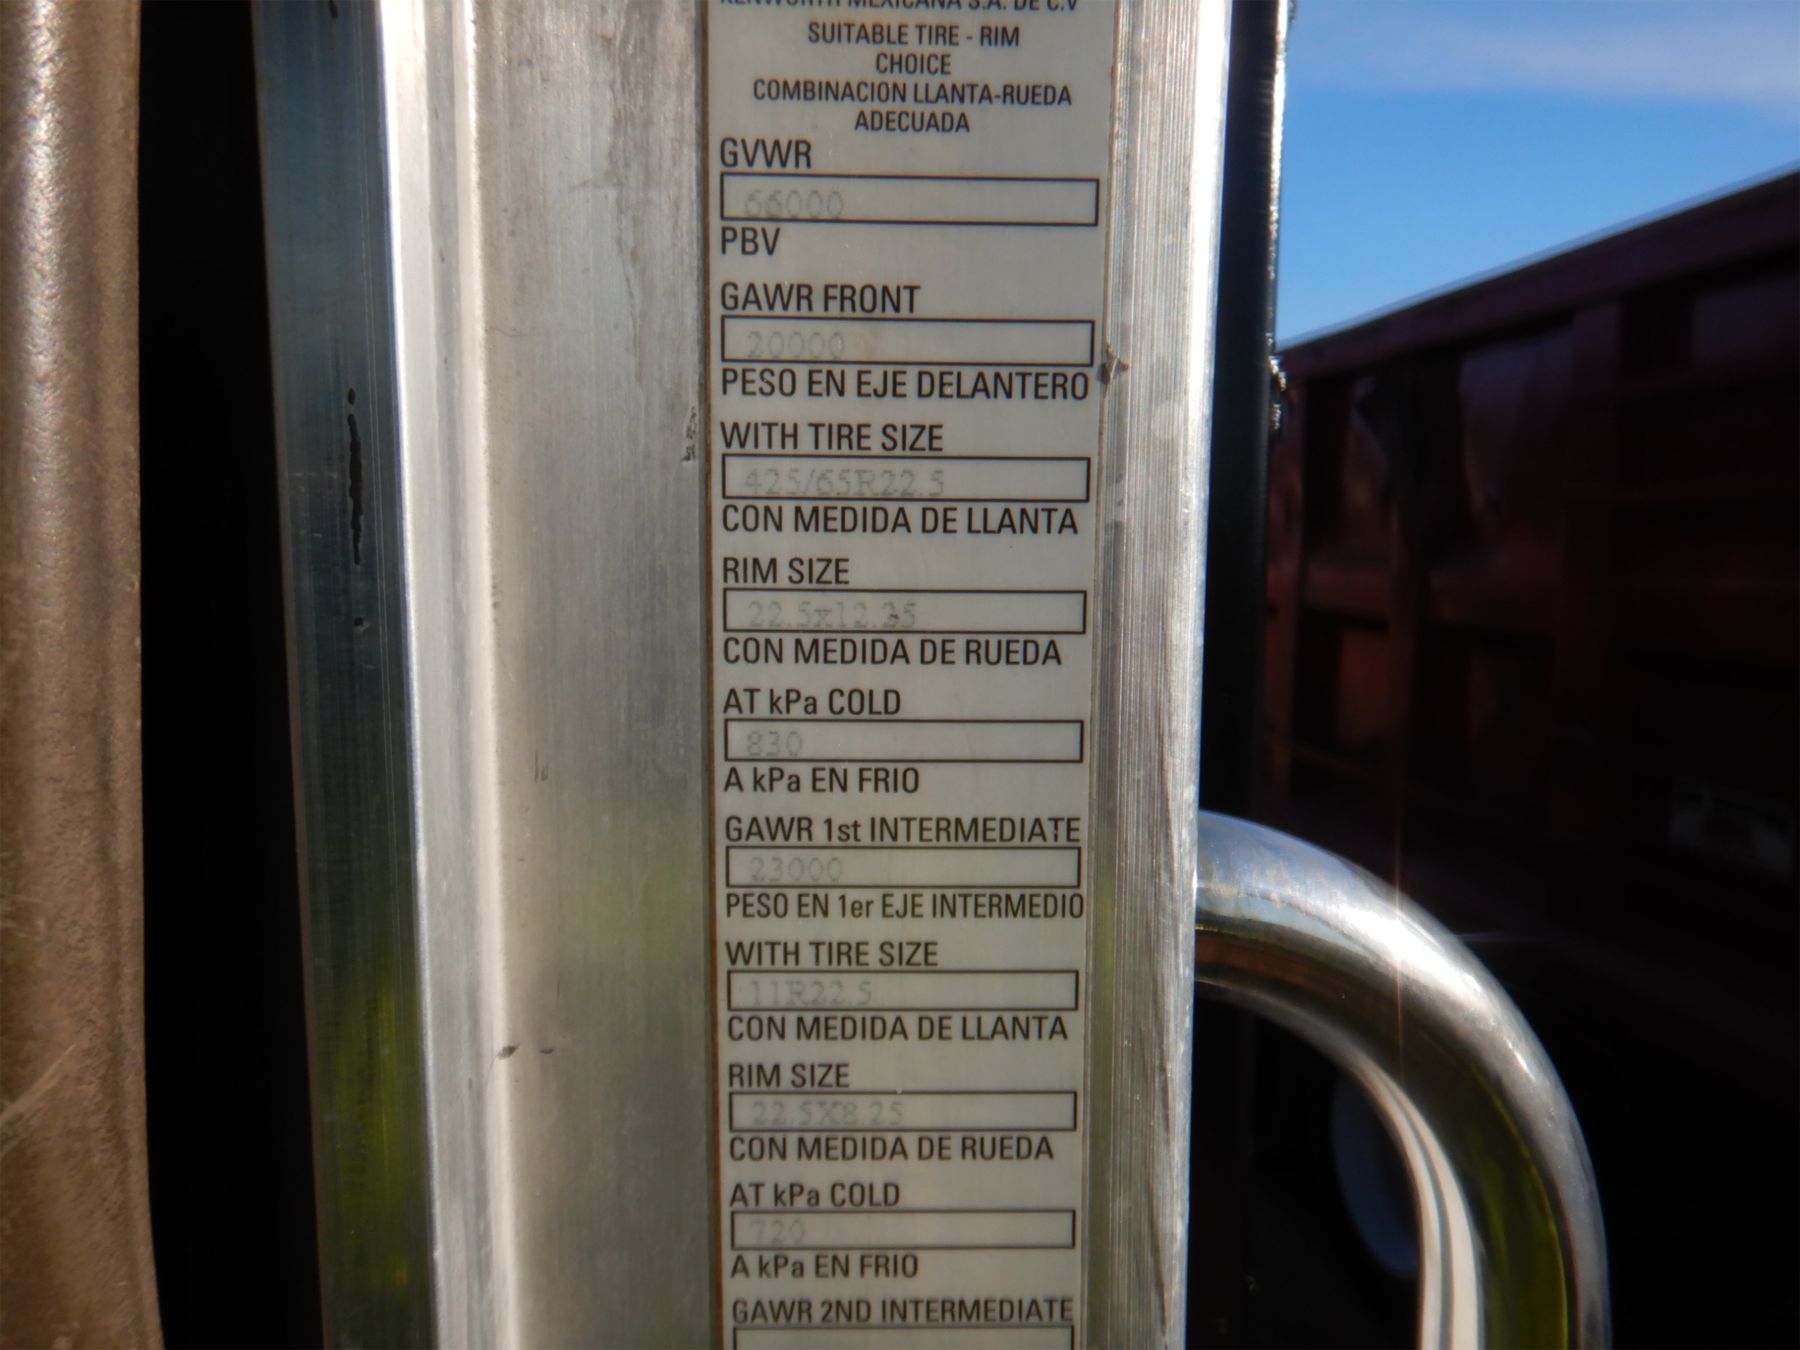 KENWORTH MEXICANA S.A. DE C.V
SUITABLE TIRE - RIM
CHOICE
COMBINACION LLANTA-RUEDA
ADECUADA
GVWR
66000
PBV
GAWR FRONT
20000
PESO EN EJE DELANTERO
WITH TIRE SIZE
425/65R22.5
CON MEDIDA DE LLANTA
RIM SIZE
22.5x12.25
CON MEDIDA DE RUEDA
AT kPa COLD
830
A kPa EN FRIO
GAWR 1st INTERMEDIATE
23000
PESO EN 1er EJE INTERMEDIO
WITH TIRE SIZE
11R22.5
CON MEDIDA DE LLANTA
RIM SIZE
22.5X8.25
CON MEDIDA DE RUEDA
AT kPa COLD
720
A kPa EN FRIO
GAWR 2ND INTERMEDIATE